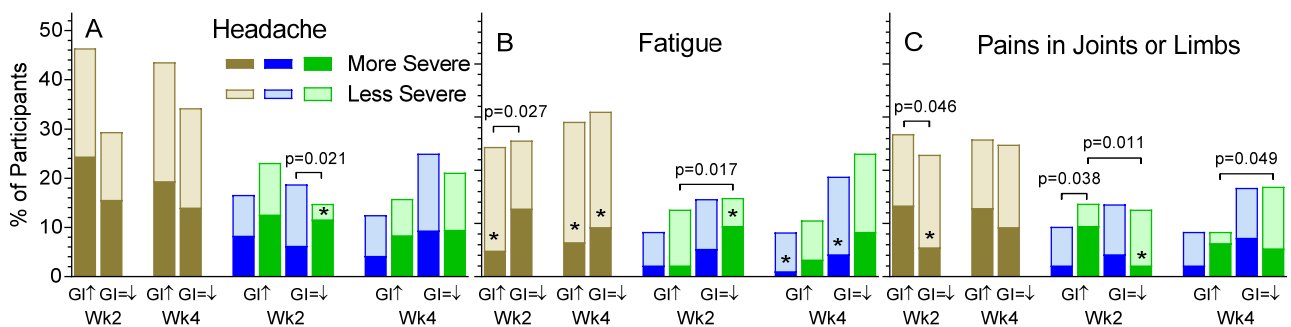 A Headache
More Severe
Less Severe
% of Participants
50
40
30
20
10
0
p=0.021
*
GI↑ GI=↓ GI↑ GI=↓ GI↑ GI=↓ GI↑ GI=↓
Wk2 Wk4 Wk2 Wk4
B Fatigue
p=0.027
p=0.017
* * * * * *
GI↑ GI=↓ GI↑ GI=↓ GI↑ GI=↓ GI↑ GI=↓
Wk2 Wk4 Wk2 Wk4
C Pains in Joints or Limbs
p=0.046
p=0.011
p=0.038
p=0.049
* *
GI↑ GI=↓ GI↑ GI=↓ GI↑ GI=↓ GI↑ GI=↓
Wk2 Wk4 Wk2 Wk4